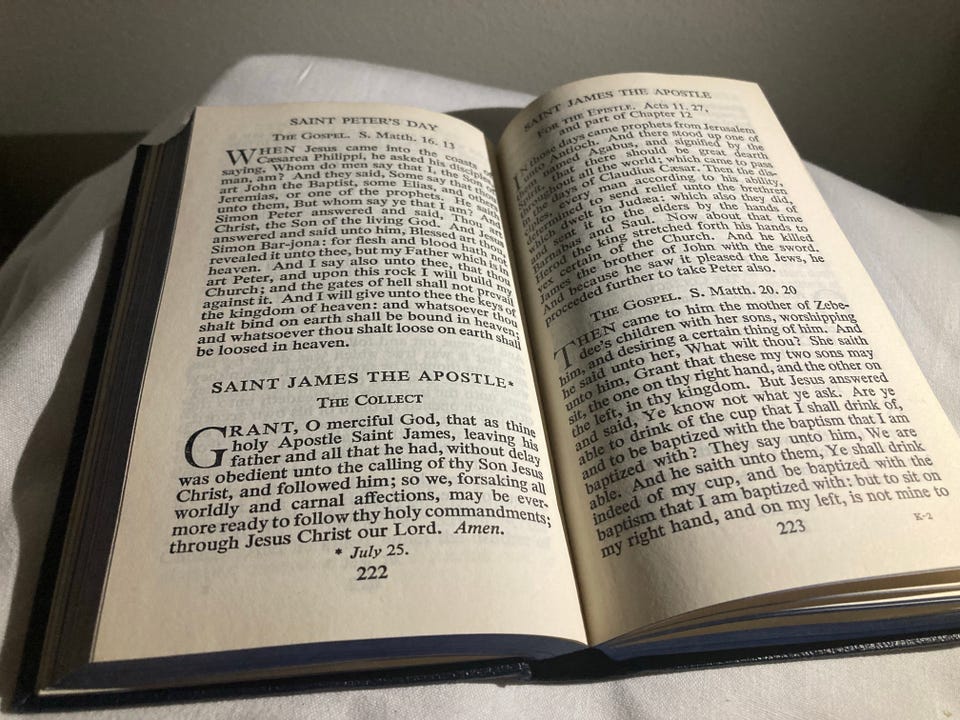 SAINT PETER'S DAY
THE GOSPEL. S. Matth. 16. 13
WHEN Jesus came into the coasts of
Cæsarea Philippi, he asked his disciples,
saying, Whom do men say that I, the Son of
man, am? And they said, Some say that thou
art John the Baptist, some Elias, and others
Jeremias, or one of the prophets. He saith
unto them, But whom say ye that I am? And
Simon Peter answered and said, Thou art
Christ, the Son of the living God. And Jesus
answered and said unto him, Blessed art thou,
Simon Bar-jona: for flesh and blood hath not
revealed it unto thee, but my Father which is in
heaven. And I say also unto thee, that thou
art Peter, and upon this rock I will build my
Church; and the gates of hell shall not prevail
against it. And I will give unto thee the keys of
the kingdom of heaven: and whatsoever thou
shalt bind on earth shall be bound in heaven;
and whatsoever thou shalt loose on earth shall
be loosed in heaven.
SAINT JAMES THE APOSTLE*
THE COLLECT
GRANT, O merciful God, that as thine
holy Apostle Saint James, leaving his
father and all that he had, without delay
was obedient unto the calling of thy Son Jesus
Christ, and followed him; so we, forsaking all
worldly and carnal affections, may be ever-
more ready to follow thy holy commandments;
through Jesus Christ our Lord. Amen.
* July 25.
222
SAINT JAMES THE APOSTLE
FOR THE EPISTLE. Acts 11. 27,
and part of Chapter 12
IN those days came prophets from Jerusalem
unto Antioch. And there stood up one of
them, named Agabus, and signified by the
Spirit, that there should be great dearth
throughout all the world; which came to pass
in the days of Claudius Cæsar. Then the dis-
ciples, every man according to his ability,
determined to send relief unto the brethren
which dwelt in Judæa: which also they did,
and sent it to the elders by the hands of
Barnabas and Saul. Now about that time
Herod the king stretched forth his hands to
vex certain of the Church. And he killed
James the brother of John with the sword.
And because he saw it pleased the Jews, he
proceeded further to take Peter also.
THE GOSPEL. S. Matth. 20. 20
THEN came to him the mother of Zebe-
dee's children with her sons, worshipping
him, and desiring a certain thing of him. And
he said unto her, What wilt thou? She saith
unto him, Grant that these my two sons may
sit, the one on thy right hand, and the other on
the left, in thy kingdom. But Jesus answered
and said, Ye know not what ye ask. Are ye
able to drink of the cup that I shall drink of,
and to be baptized with the baptism that I am
baptized with? They say unto him, We are
able. And he saith unto them, Ye shall drink
indeed of my cup, and be baptized with the
baptism that I am baptized with: but to sit on
my right hand, and on my left, is not mine to
223
K-2